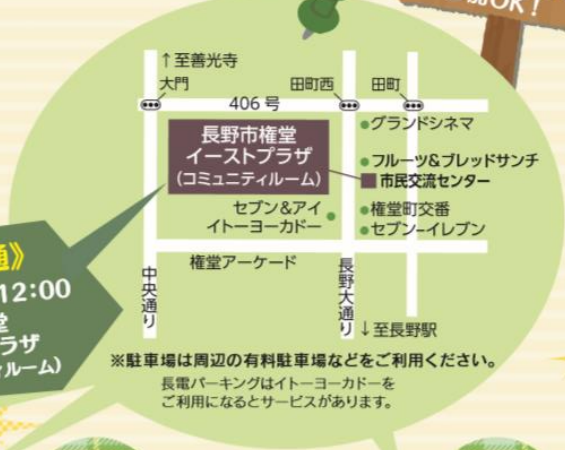 加OK!
↑至善光寺
大門
田町西
田町
406号
グランドシネマ
長野市権堂
イーストプラザ
(コミュニティルーム)
フルーツ&ブレッドサンチ
市民交流センター
セブン&アイ
イトーヨーカドー
権堂町交番
セブン-イレブン
権堂アーケード
中央通り
長野大通り
↓至長野駅
通》
12:00
堂
ラザ
ィルーム)
※駐車場は周辺の有料駐車場などをご利用ください。
長電パーキングはイトーヨーカドーを
ご利用になるとサービスがあります。